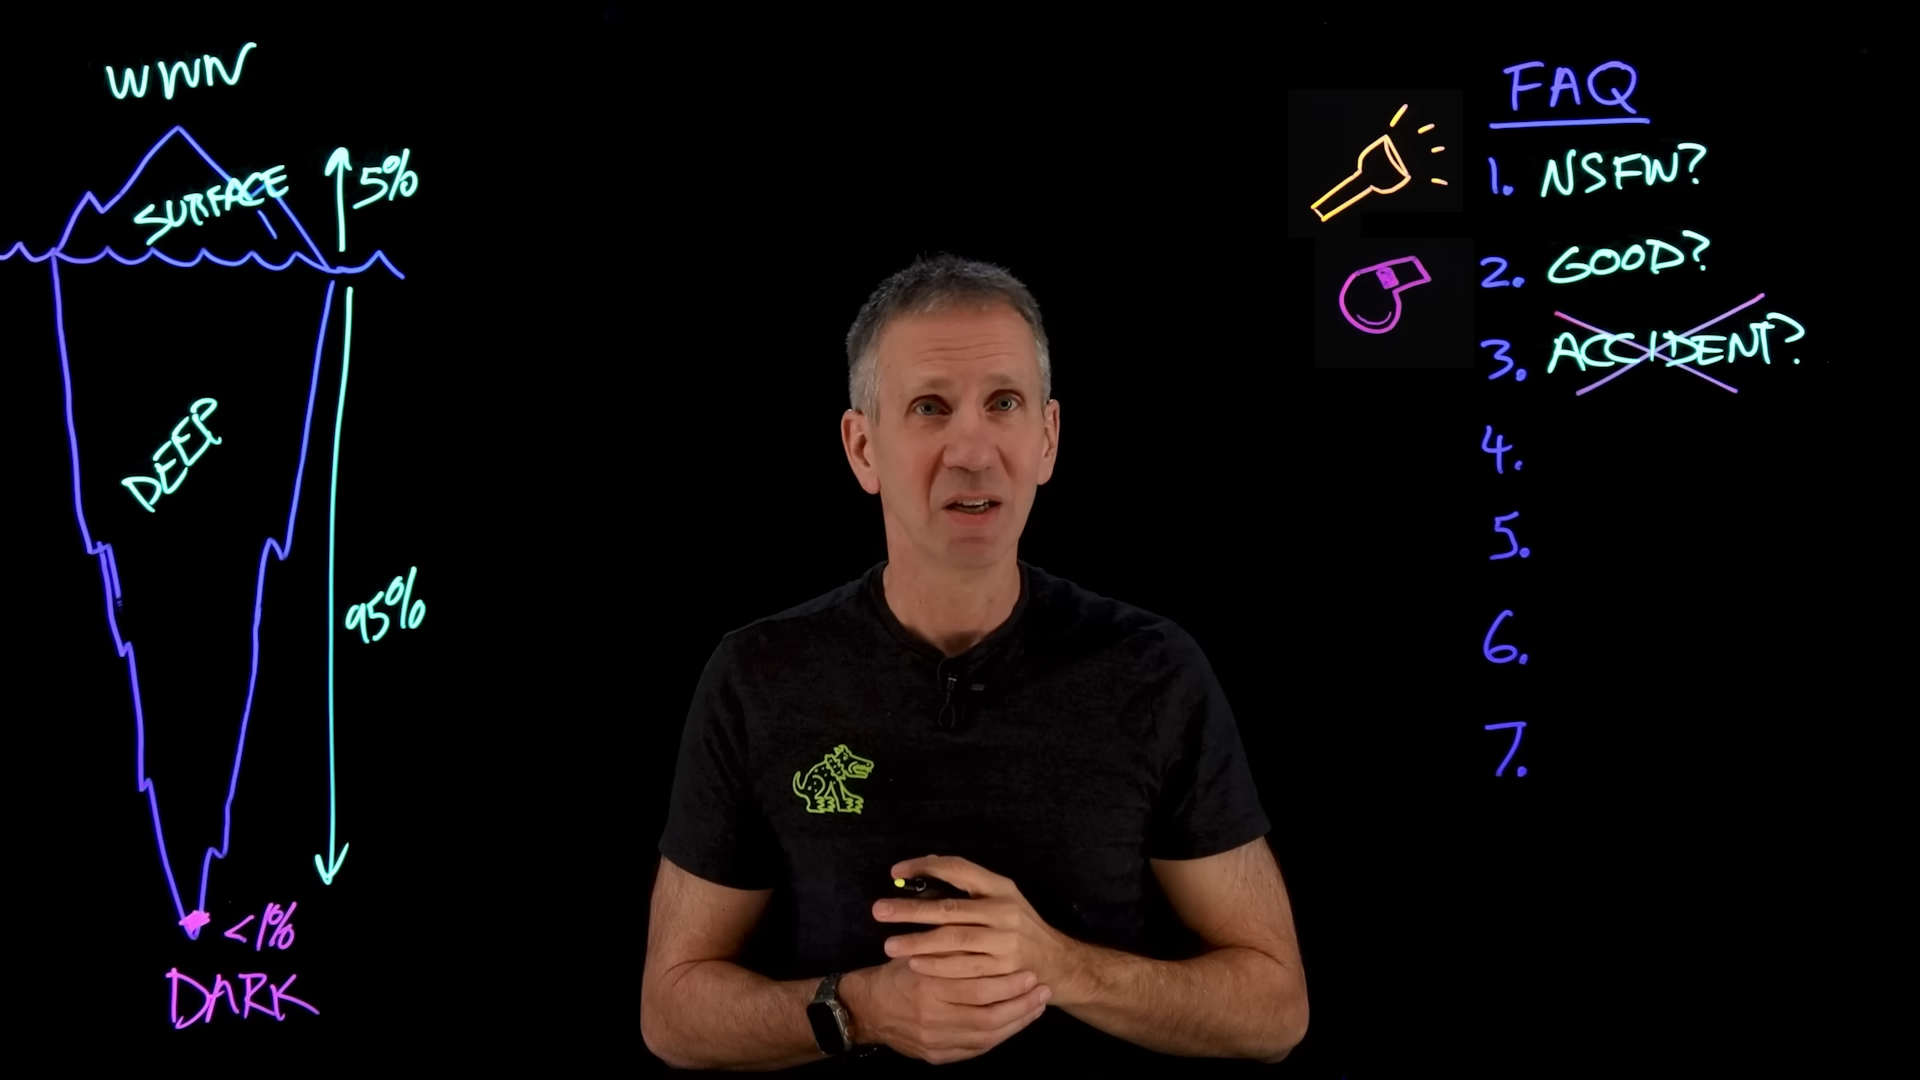 WWW
SURFACE
5%
DEEP
95%
<1%
DARK
FAQ
1. NSFW?
2. GOOD?
3. ACCIDENT?
4.
5.
6.
7.